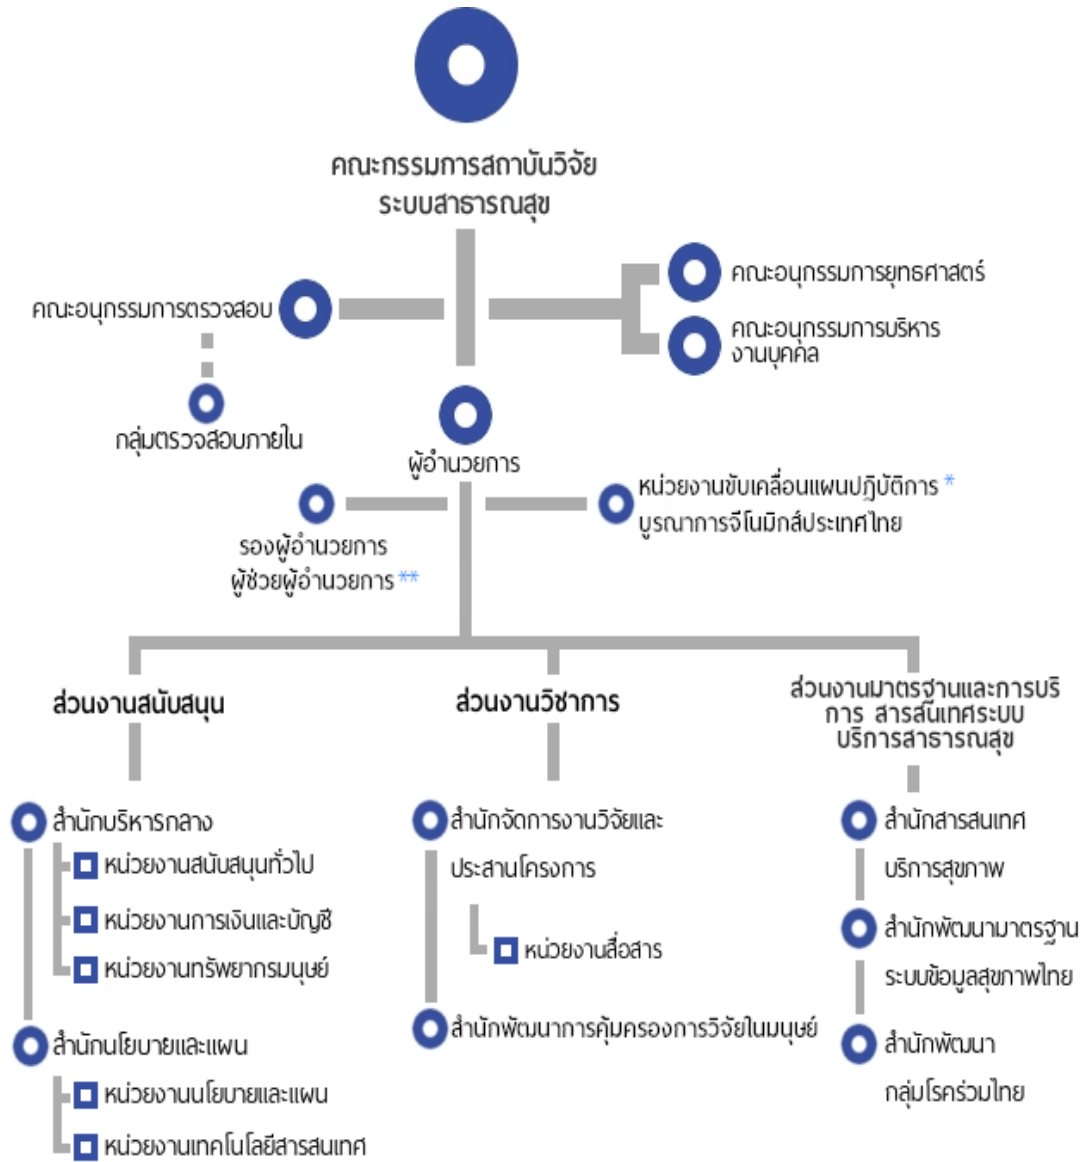 คณะกรรมการสถาบันวิจัย
ระบบสาธารณสุข
คณะอนุกรรมการตรวจสอบ
คณะอนุกรรมการยุทธศาสตร์
คณะอนุกรรมการบริหาร
งานบุคคล
กลุ่มตรวจสอบภายใน
ผู้อำนวยการ
หน่วยงานขับเคลื่อนแผนปฏิบัติการ *
บูรณาการจีโนมิกส์ประเทศไทย
รองผู้อำนวยการ
ผู้ช่วยผู้อำนวยการ **
ส่วนงานสนับสนุน
สำนักบริหารกลาง
หน่วยงานสนับสนุนทั่วไป
หน่วยงานการเงินและบัญชี
หน่วยงานทรัพยากรมนุษย์
สำนักนโยบายและแผน
หน่วยงานนโยบายและแผน
หน่วยงานเทคโนโลยีสารสนเทศ
ส่วนงานวิชาการ
สำนักจัดการงานวิจัยและ
ประสานโครงการ
หน่วยงานสื่อสาร
สำนักพัฒนาการคุ้มครองการวิจัยในมนุษย์
ส่วนงานมาตรฐานและการบริ
การ สารสนเทศระบบ
บริการสาธารณสุข
สำนักสารสนเทศ
บริการสุขภาพ
สำนักพัฒนามาตรฐาน
ระบบข้อมูลสุขภาพไทย
สำนักพัฒนา
กลุ่มโรคร่วมไทย